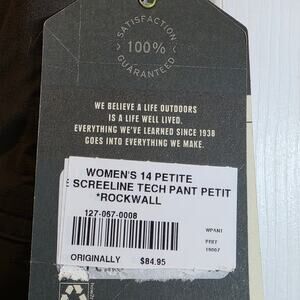 SATISFACTION
100%
GUARANTEED
WE BELIEVE A LIFE OUTDOORS
IS A LIFE WELL LIVED.
EVERYTHING WE'VE LEARNED SINCE 1938
GOES INTO EVERYTHING WE MAKE.
WOMEN'S 14 PETITE
E SCREELINE TECH PANT PETIT
*ROCKWALL
127-067-0008
WPANT
PRET
ORIGINALLY $84.95